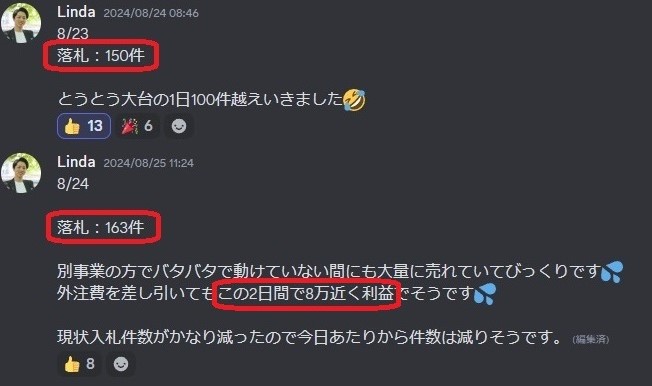 Linda 2024/08/24 08:46
8/23
落札：150件
とうとう大台の1日100件越えいきました🤣
👍 13 🎉 6
Linda 2024/08/25 11:24
8/24
落札：163件
別事業の方でバタバタで動けていない間にも大量に売れていてびっくりです💦
外注費を差し引いてもこの2日間で8万近く利益でそうです💦
現状入札件数がかなり減ったので今日あたりから件数は減りそうです。(編集済)
👍 8